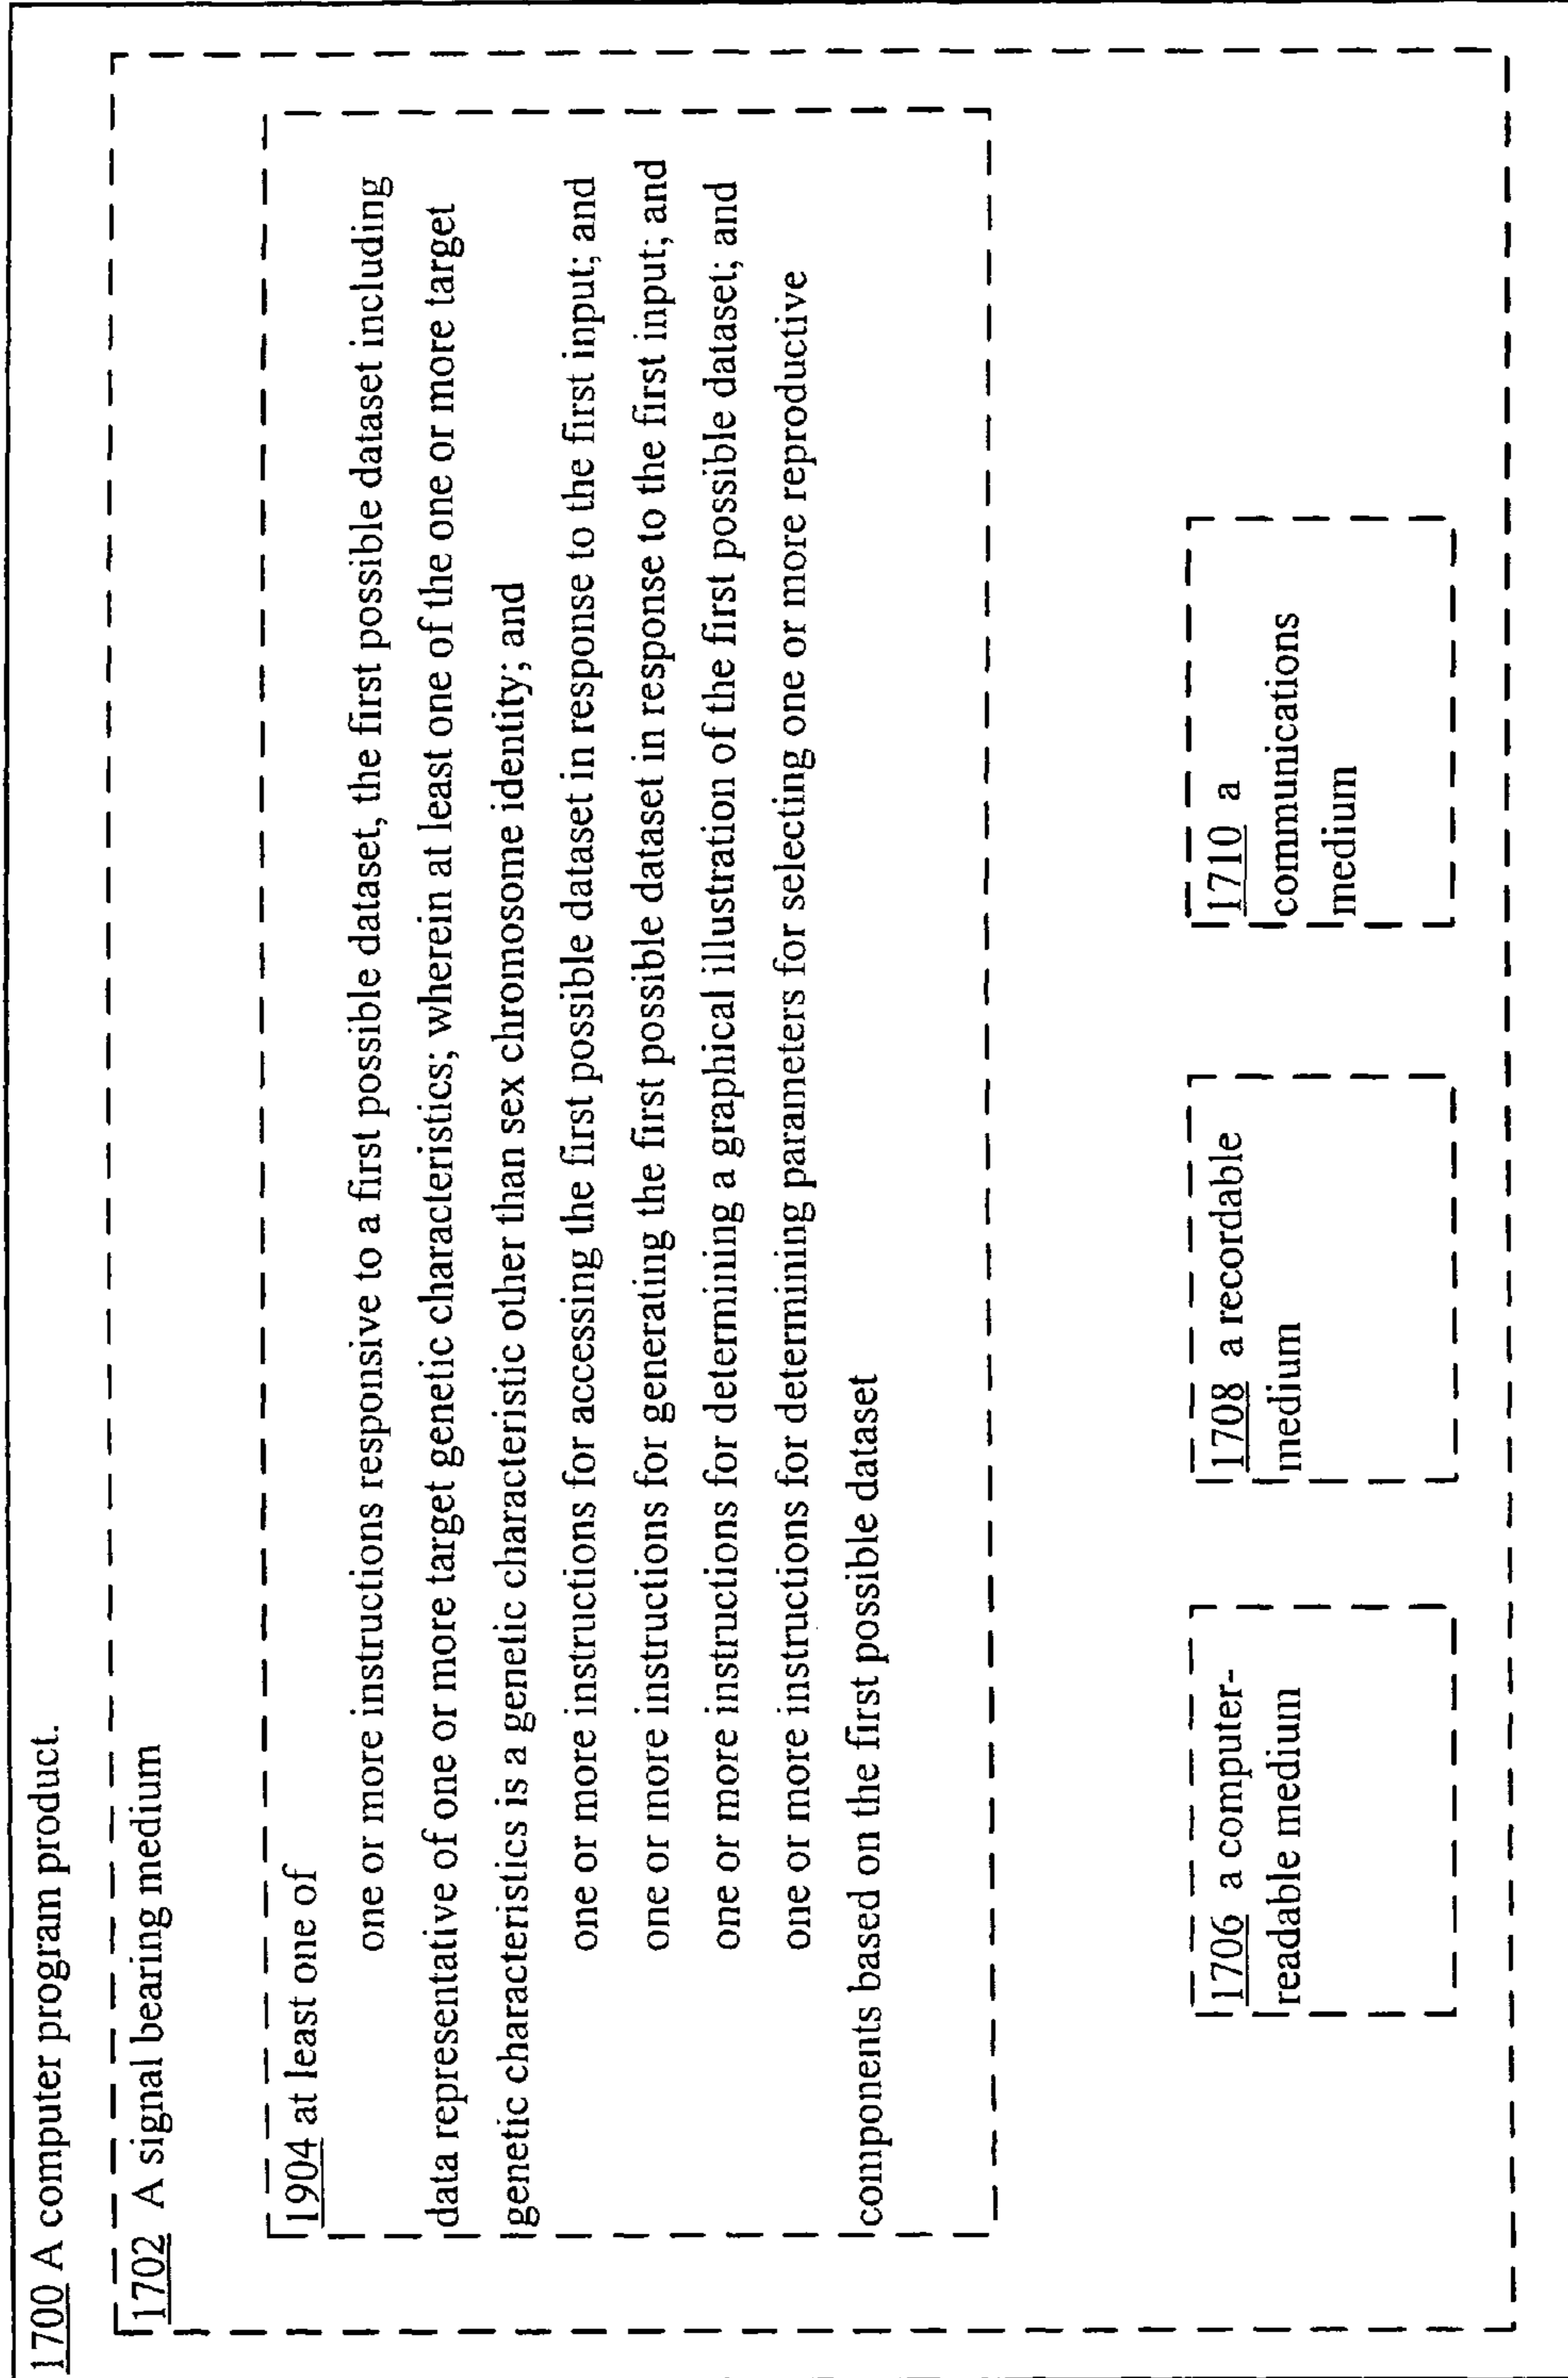 1700 A computer program product.
1702 A signal bearing medium
1904 at least one of
one or more instructions responsive to a first possible dataset, the first possible dataset including
data representative of one or more target genetic characteristics; wherein at least one of the one or more target
genetic characteristics is a genetic characteristic other than sex chromosome identity; and
one or more instructions for accessing the first possible dataset in response to the first input; and
one or more instructions for generating the first possible dataset in response to the first input; and
one or more instructions for determining a graphical illustration of the first possible dataset; and
one or more instructions for determining parameters for selecting one or more reproductive
components based on the first possible dataset
1706 a computer-
readable medium
1708 a recordable
medium
1710 a
communications
medium